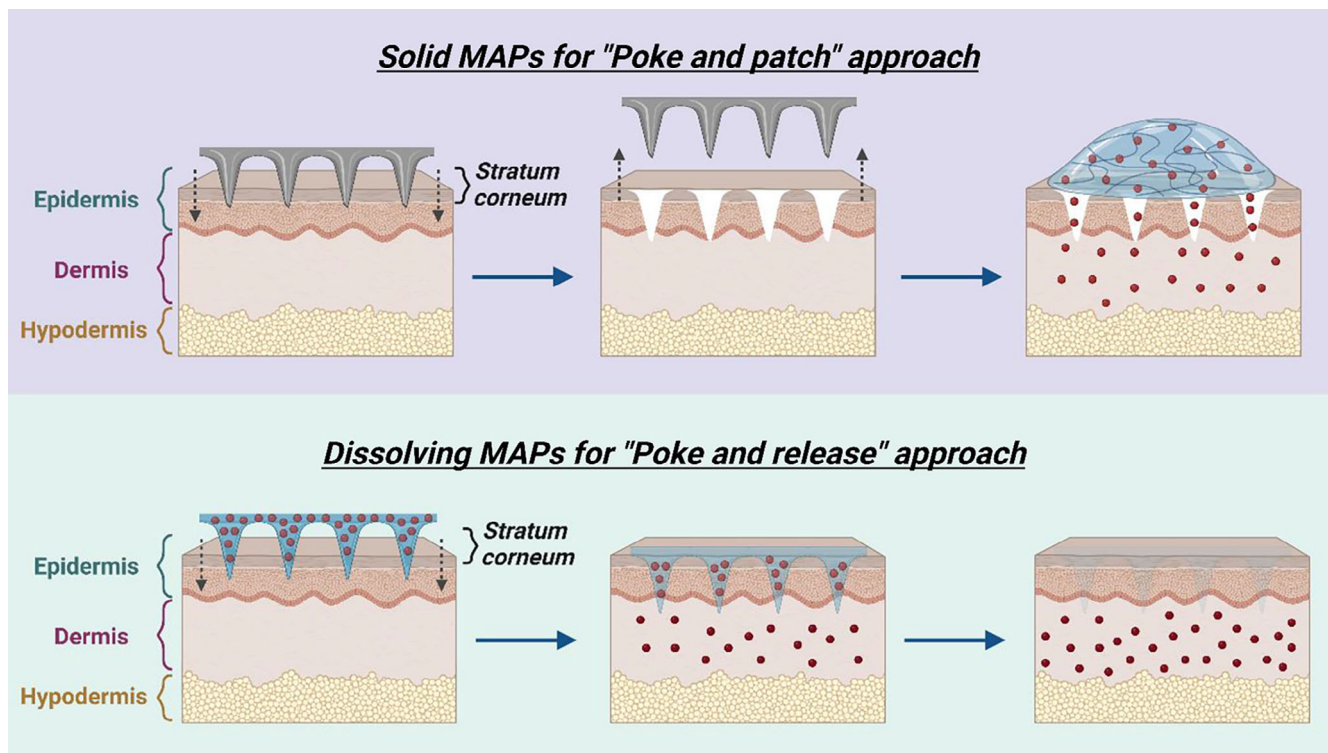 Solid MAPs for "Poke and patch" approach
Stratum
corneum
Epidermis
Dermis
Hypodermis
Dissolving MAPs for "Poke and release" approach
Stratum
corneum
Epidermis
Dermis
Hypodermis